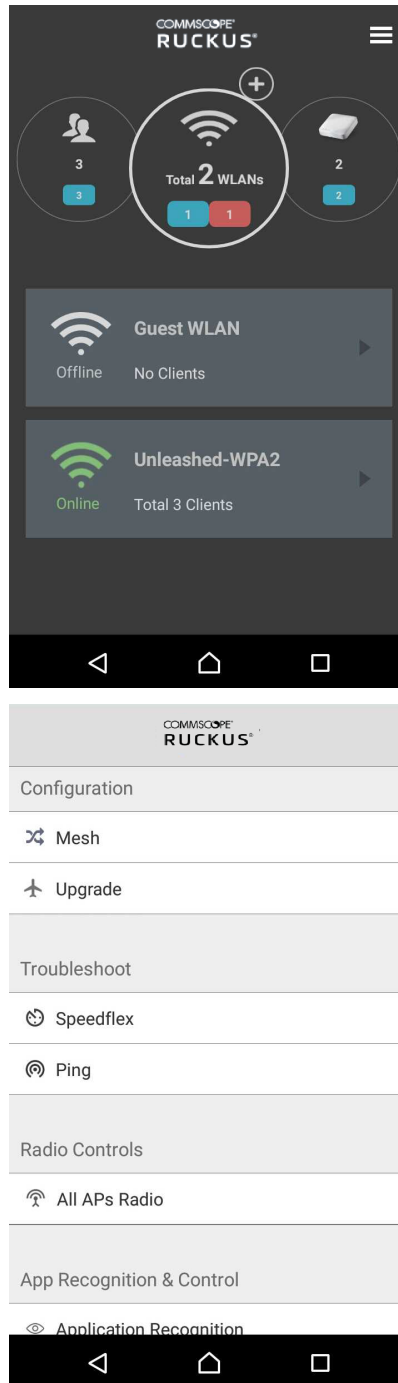 COMMSCOPE®
RUCKUS®
3
3
Total 2 WLANs
1 1
2
2
Guest WLAN
Offline
No Clients
Unleashed-WPA2
Online
Total 3 Clients
COMMSCOPE®
RUCKUS®
Configuration
Mesh
Upgrade
Troubleshoot
Speedflex
Ping
Radio Controls
All APs Radio
App Recognition & Control
Application Recognition